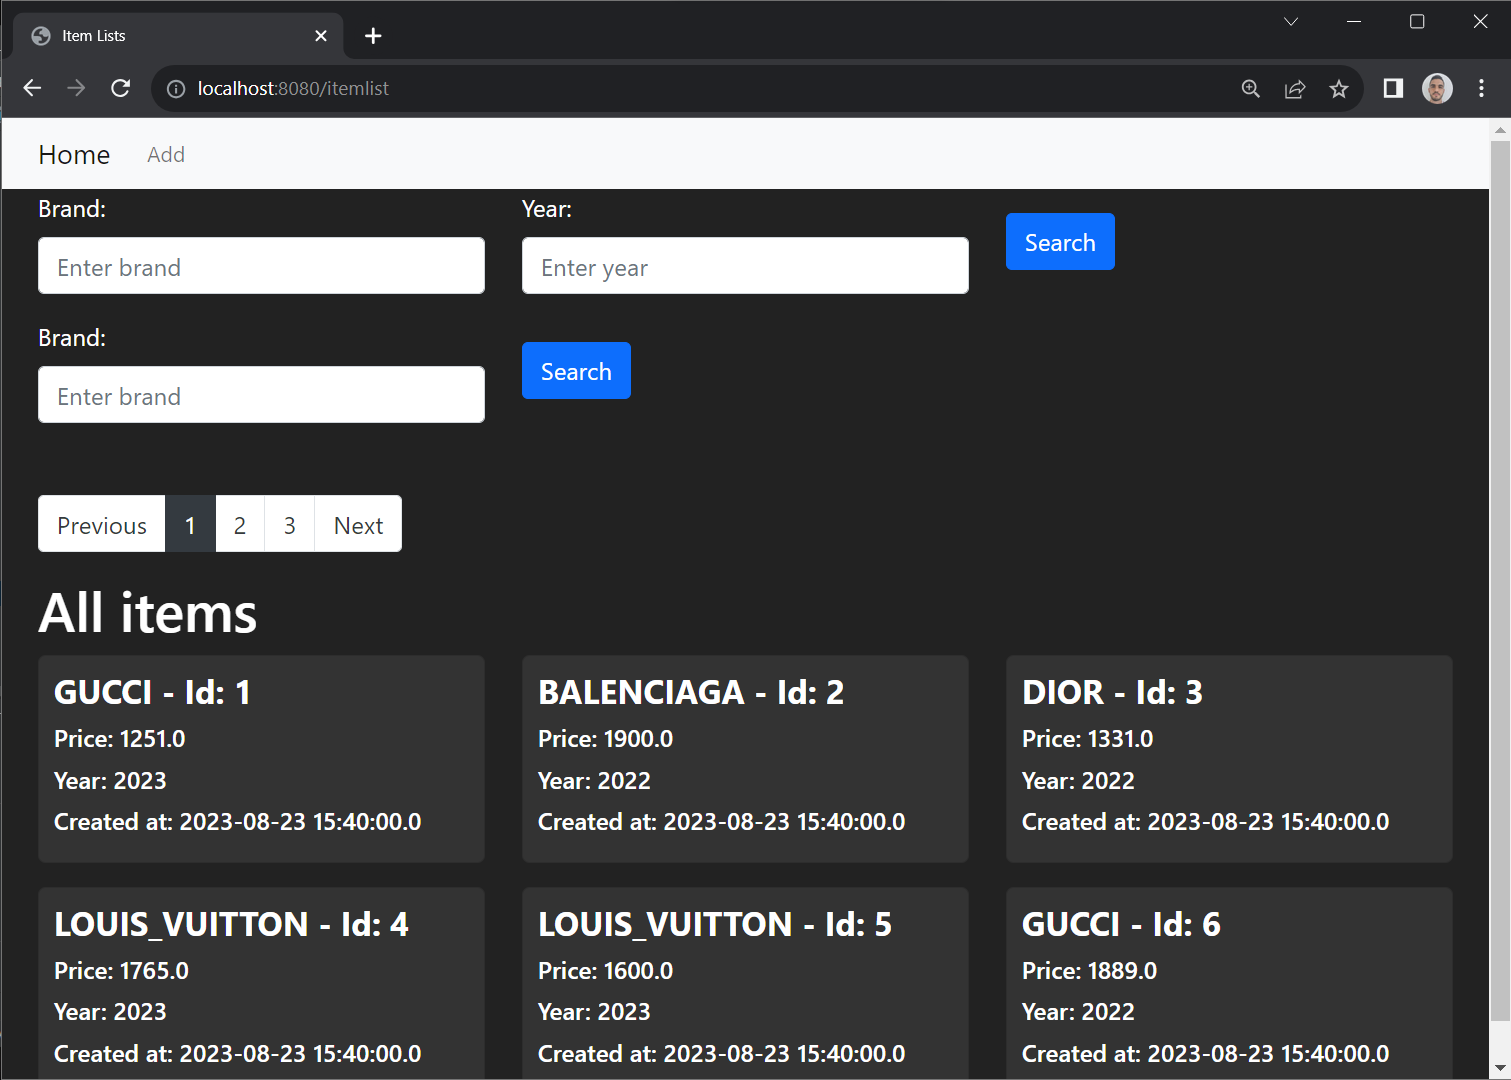 Item Lists
localhost:8080/itemlist
Home Add
Brand: Year:
Enter brand Enter year Search
Brand:
Enter brand Search
Previous 1 2 3 Next
All items
GUCCI - Id: 1
Price: 1251.0
Year: 2023
Created at: 2023-08-23 15:40:00.0
BALENCIAGA - Id: 2
Price: 1900.0
Year: 2022
Created at: 2023-08-23 15:40:00.0
DIOR - Id: 3
Price: 1331.0
Year: 2022
Created at: 2023-08-23 15:40:00.0
LOUIS_VUITTON - Id: 4
Price: 1765.0
Year: 2023
Created at: 2023-08-23 15:40:00.0
LOUIS_VUITTON - Id: 5
Price: 1600.0
Year: 2023
Created at: 2023-08-23 15:40:00.0
GUCCI - Id: 6
Price: 1889.0
Year: 2022
Created at: 2023-08-23 15:40:00.0